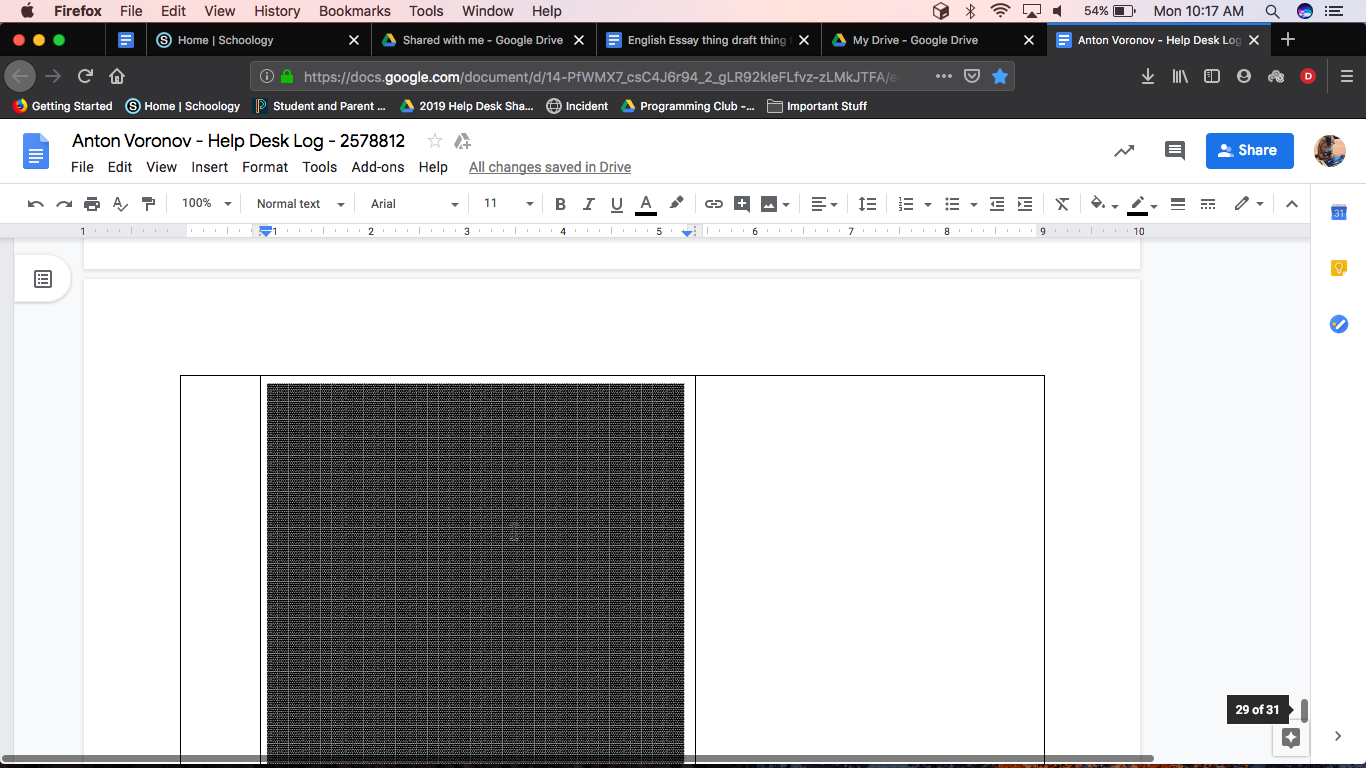 Firefox File Edit View History Bookmarks Tools Window Help 54% Mon 10:17 AM
Home | Schoology Shared with me - Google Drive English Essay thing draft thing My Drive - Google Drive Anton Voronov - Help Desk Log
https://docs.google.com/document/d/14-PfWMX7_csC4J6r94_2_gLR92kleFLfvz-zLMkJTFA/e D
Getting Started Home | Schoology Student and Parent ... 2019 Help Desk Sha... Incident Programming Club -... Important Stuff
Anton Voronov - Help Desk Log - 2578812
File Edit View Insert Format Tools Add-ons Help All changes saved in Drive Share
100% Normal text Arial 11 B I U A
1 1 2 3 4 5 6 7 8 9 10
31
29 of 31